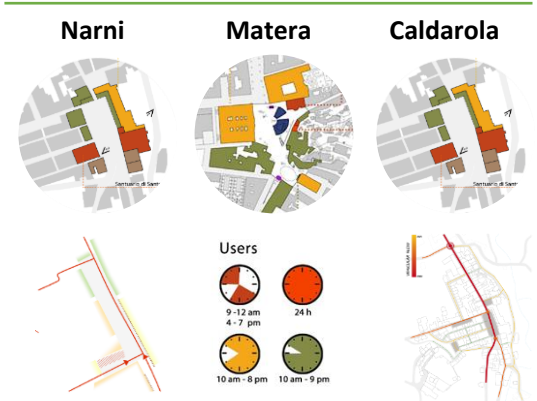 Narni Matera Caldarola
Santuario di Sant'
Santuario di Sant'
Users
9 -12 am
4 - 7 pm
24 h
10 am - 8 pm
10 am - 9 pm